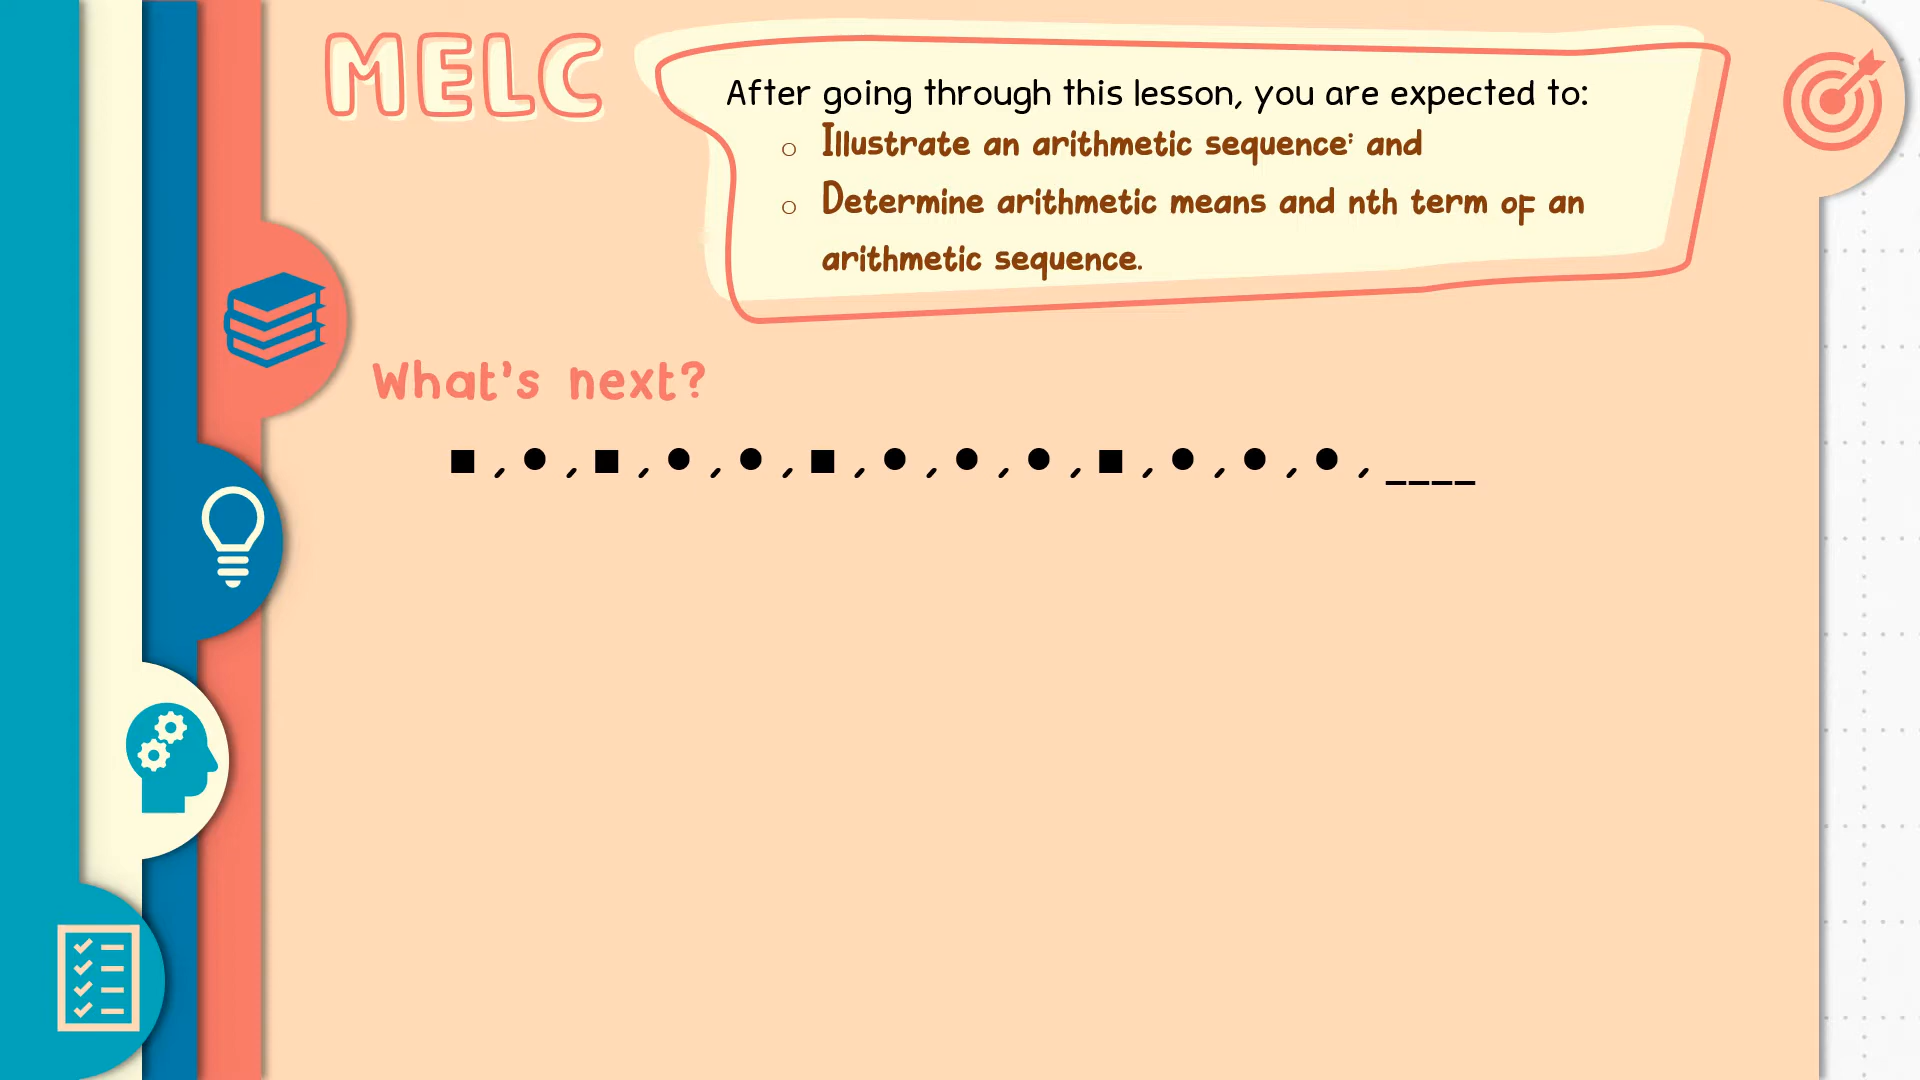 MELC
After going through this lesson, you are expected to:
○ Illustrate an arithmetic sequence; and
○ Determine arithmetic means and nth term of an
arithmetic sequence.
What's next?
■ , ● , ■ , ● , ● , ■ , ● , ● , ● , ■ , ● , ● , ● , ____